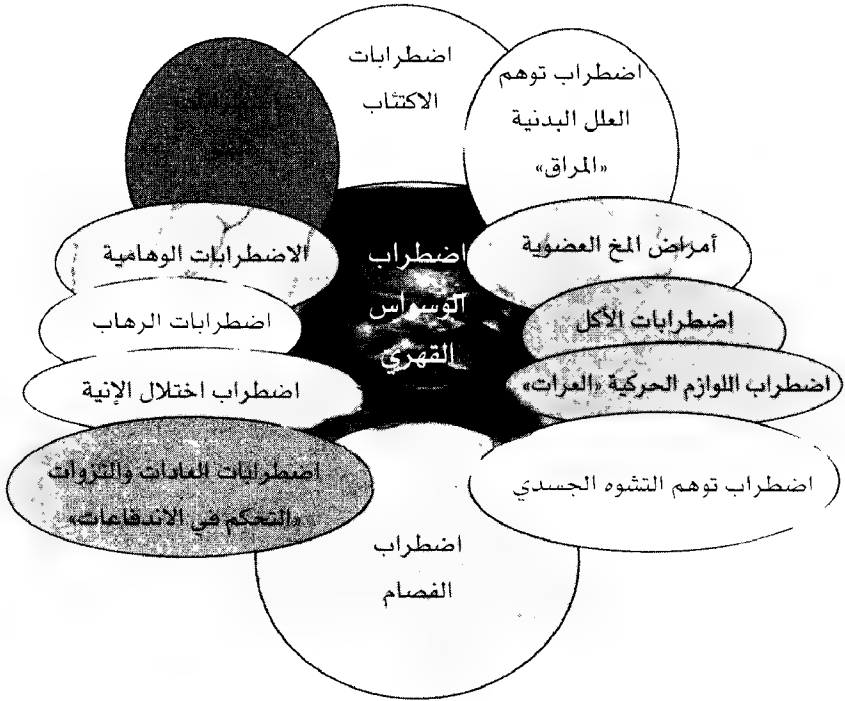 اضطرابات
الاكتئاب
اضطراب توهم
العلل البدنية
«المراق»
أمراض المخ العضوية
اضطرابات الأكل
اضطراب اللوازم الحركية «العرات»
اضطراب توهم التشوه الجسدي
اضطراب
الوسواس
القهري
اضطرابات
الاضطرابات الوهامية
اضطرابات الرهاب
اضطراب اختلال الإنية
اضطرابات العادات والنزوات
«التحكم في الاندفاعات»
اضطراب
الفصام